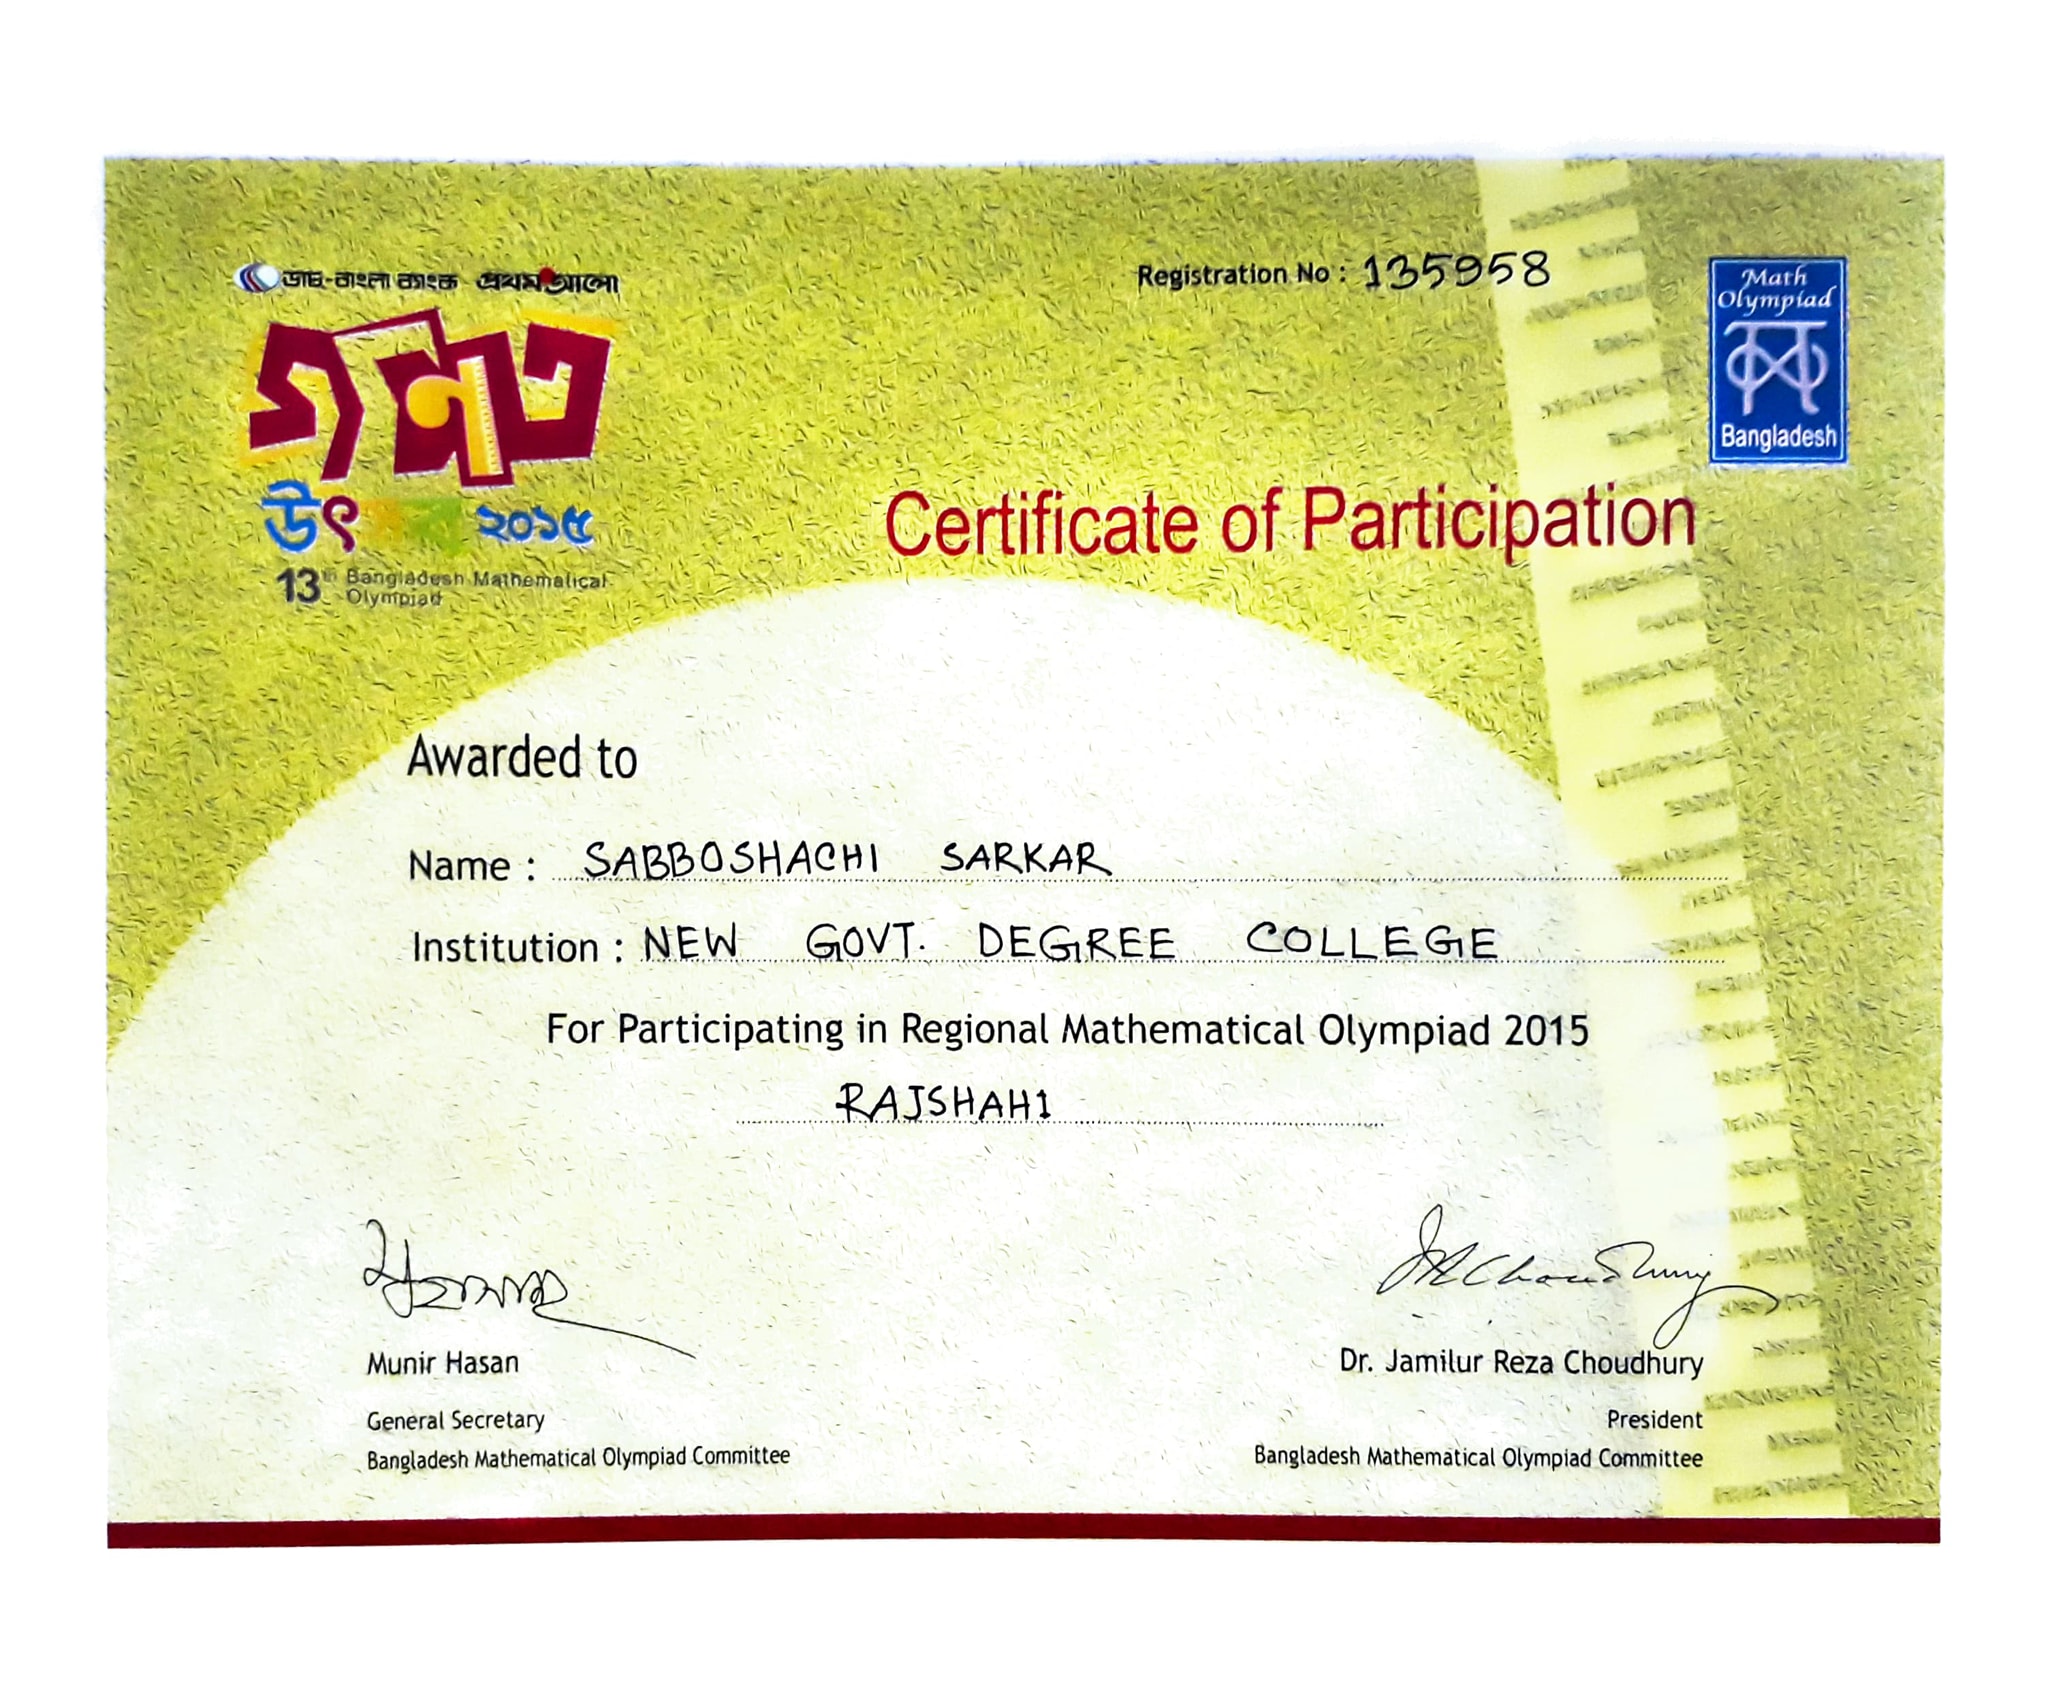 ডাচ্-বাংলা ব্যাংক প্রথম আলো
গণিত
উৎসব ২০১৫
13th Bangladesh Mathematical
Olympiad
Registration No : 135958
Math
Olympiad
Bangladesh
Certificate of Participation
Awarded to
Name : SABBOSHACHI SARKAR
Institution : NEW GOVT. DEGREE COLLEGE
For Participating in Regional Mathematical Olympiad 2015
RAJSHAHI
Munir Hasan
General Secretary
Bangladesh Mathematical Olympiad Committee
JRChoudhury
Dr. Jamilur Reza Choudhury
President
Bangladesh Mathematical Olympiad Committee